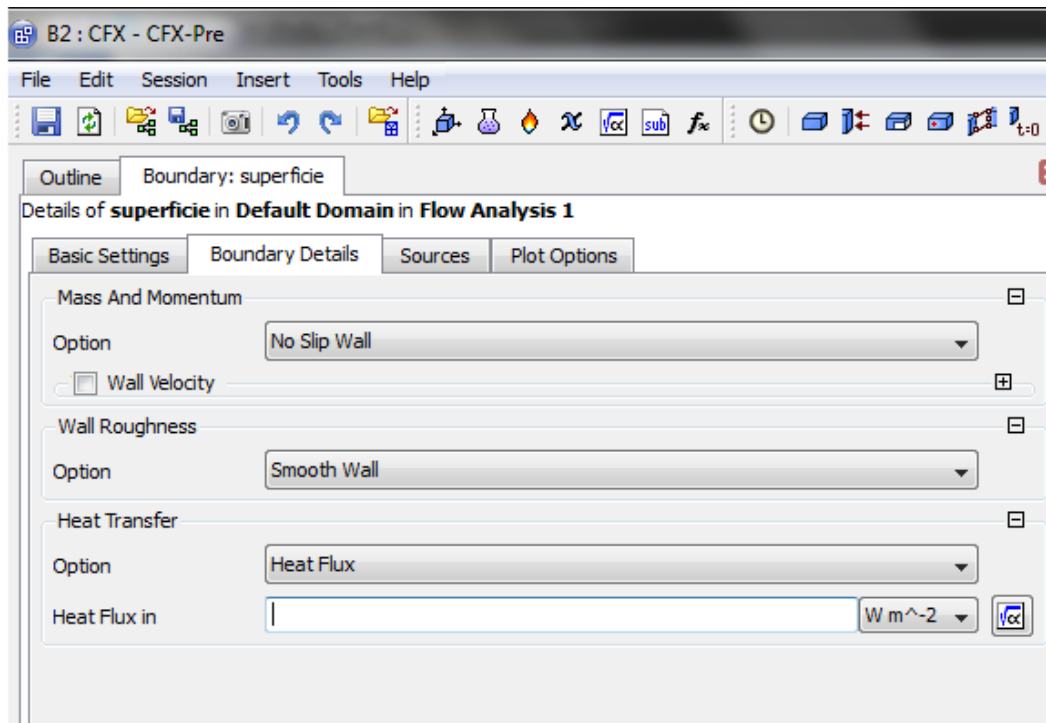 B2 : CFX - CFX-Pre
File Edit Session Insert Tools Help
√α sub f∞ t=0
Outline Boundary: superficie
Details of superficie in Default Domain in Flow Analysis 1
Basic Settings Boundary Details Sources Plot Options
Mass And Momentum
Option No Slip Wall
Wall Velocity
Wall Roughness
Option Smooth Wall
Heat Transfer
Option Heat Flux
Heat Flux in W m^-2 √α